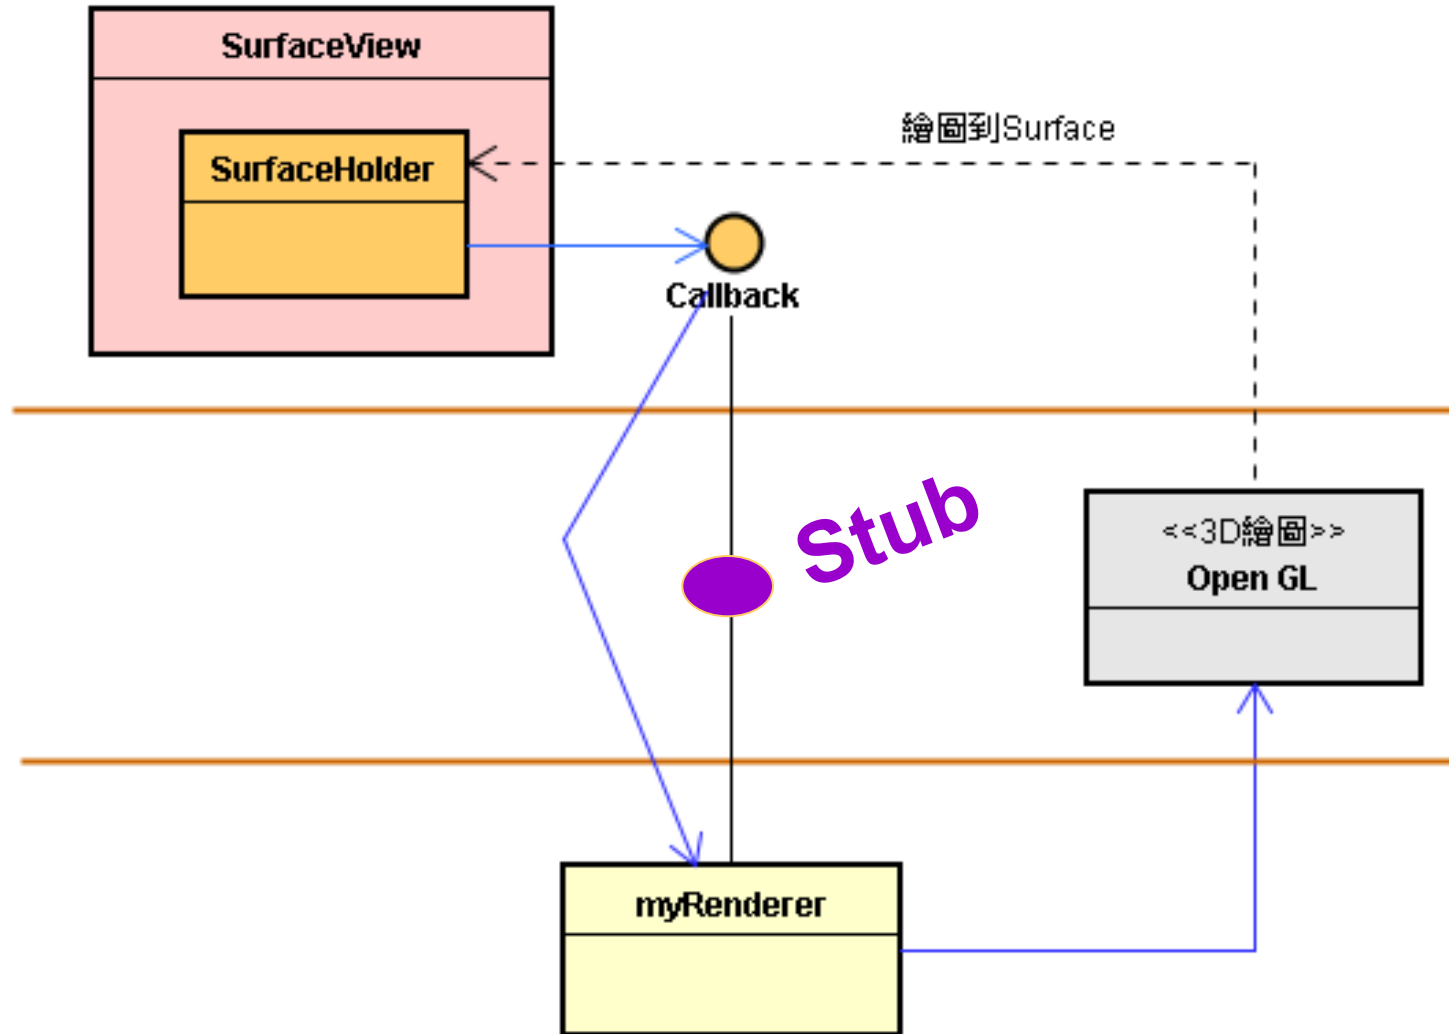 SurfaceView
繪圖到Surface
SurfaceHolder
Callback
Stub
<<3D繪圖>>
Open GL
myRenderer